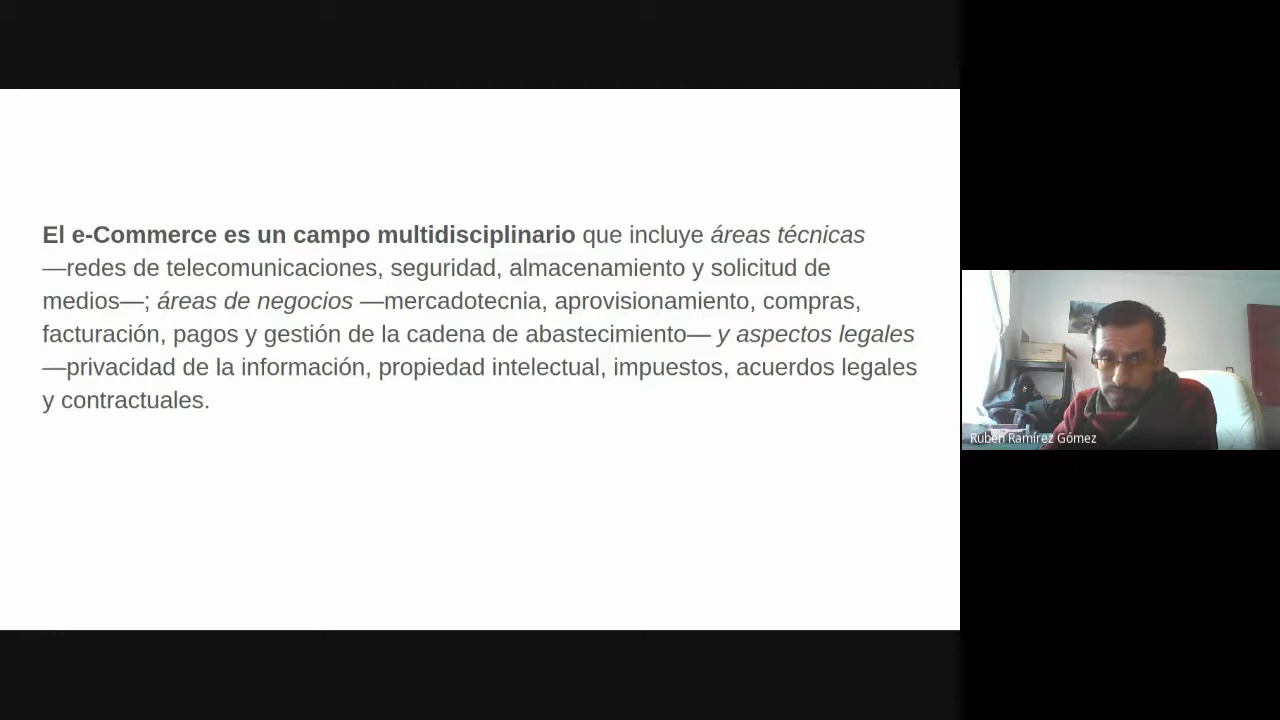 El e-Commerce es un campo multidisciplinario que incluye áreas técnicas
—redes de telecomunicaciones, seguridad, almacenamiento y solicitud de
medios—; áreas de negocios —mercadotecnia, aprovisionamiento, compras,
facturación, pagos y gestión de la cadena de abastecimiento— y aspectos legales
—privacidad de la información, propiedad intelectual, impuestos, acuerdos legales
y contractuales.
Rubén Ramírez Gómez